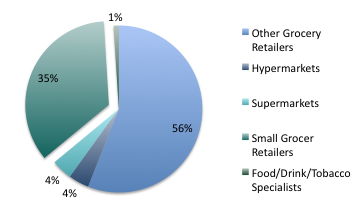 1%
35%
56%
4%
4%
Other Grocery
Retailers
Hypermarkets
Supermarkets
Small Grocer
Retailers
Food/Drink/Tobacco
Specialists